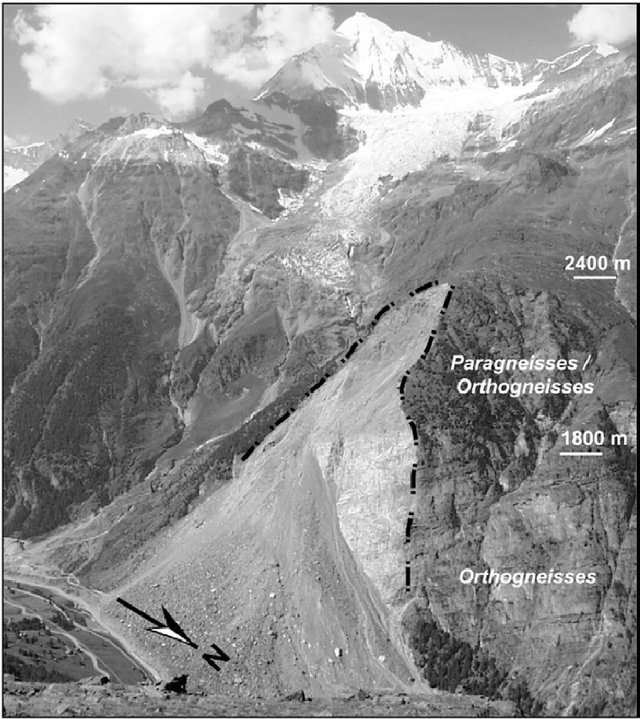 2400 m
Paragneisses /
Orthogneisses
1800 m
Orthogneisses
N